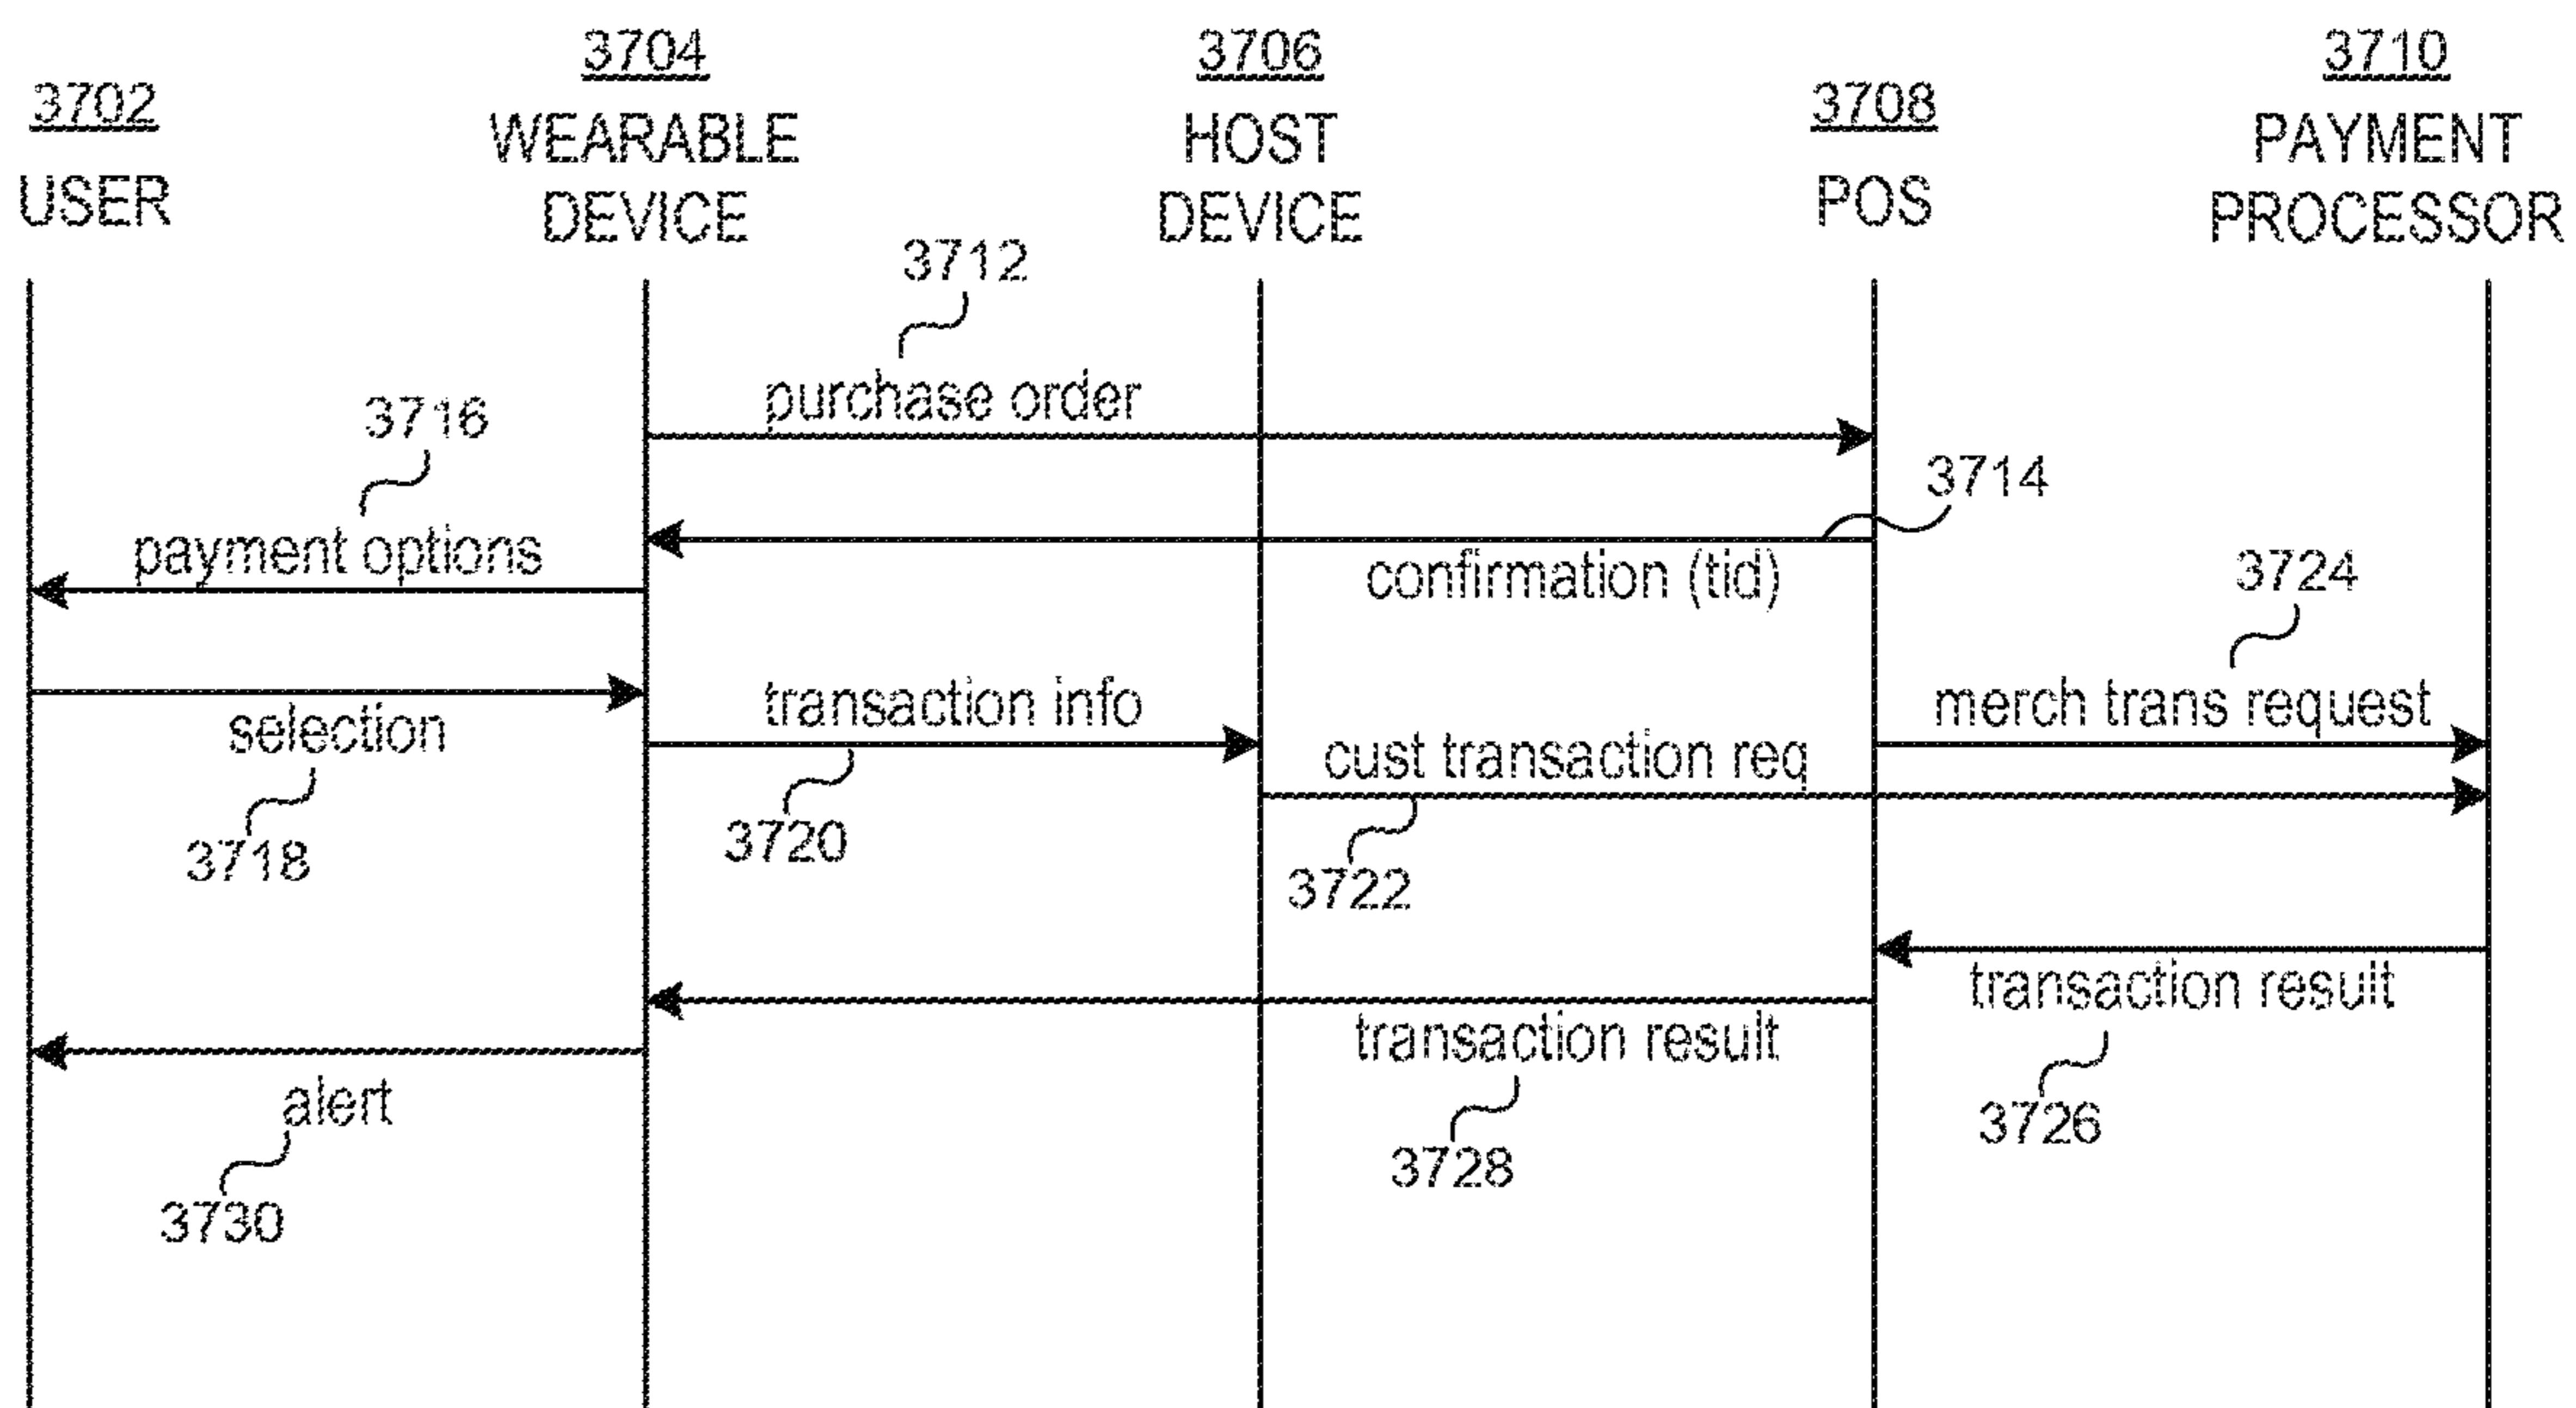 3702
USER
3704
WEARABLE
DEVICE
3706
HOST
DEVICE
3708
POS
3710
PAYMENT
PROCESSOR
3712
purchase order
3716
payment options
3714
confirmation (tid)
3724
merch trans request
selection
3718
transaction info
3720
cust transaction req
3722
transaction result
3726
transaction result
3728
alert
3730